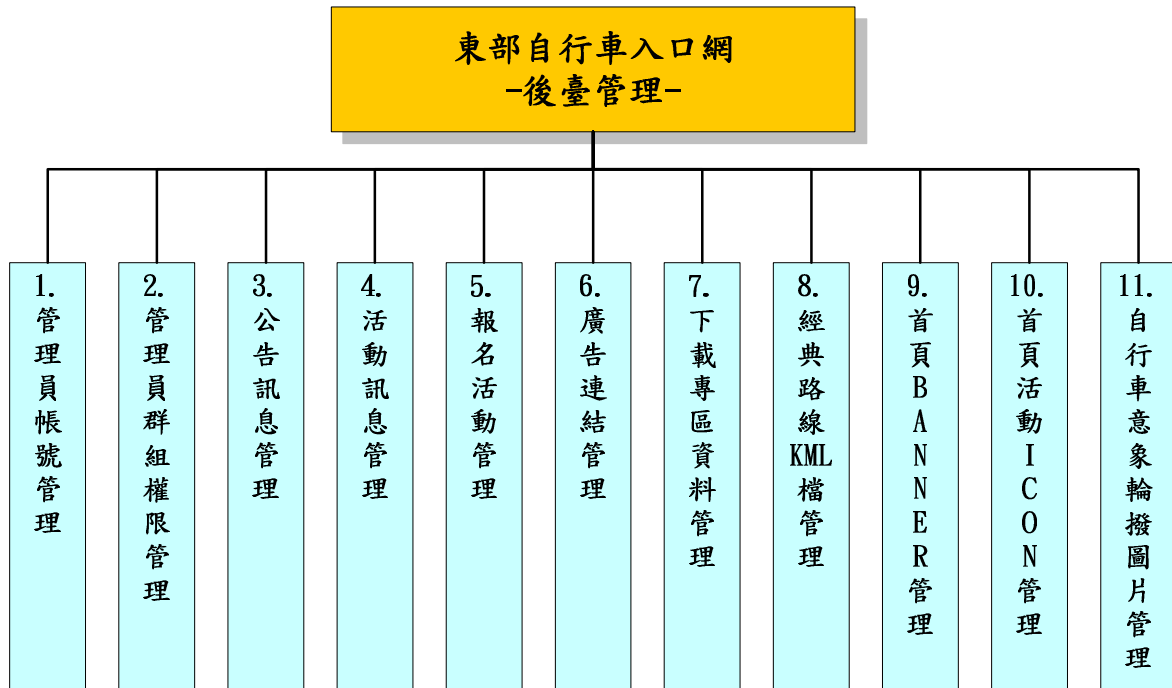 東部自行車入口網
-後臺管理-
1.管理員帳號管理
2.管理員群組權限管理
3.公告訊息管理
4.活動訊息管理
5.報名活動管理
6.廣告連結管理
7.下載專區資料管理
8.經典路線KML檔管理
9.首頁BANNER管理
10.首頁活動ICON管理
11.自行車意象輪撥圖片管理